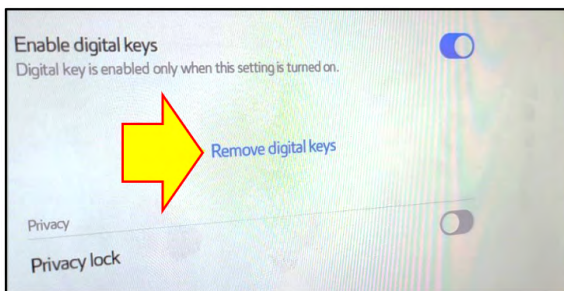 Enable digital keys
Digital key is enabled only when this setting is turned on.
Remove digital keys
Privacy
Privacy lock